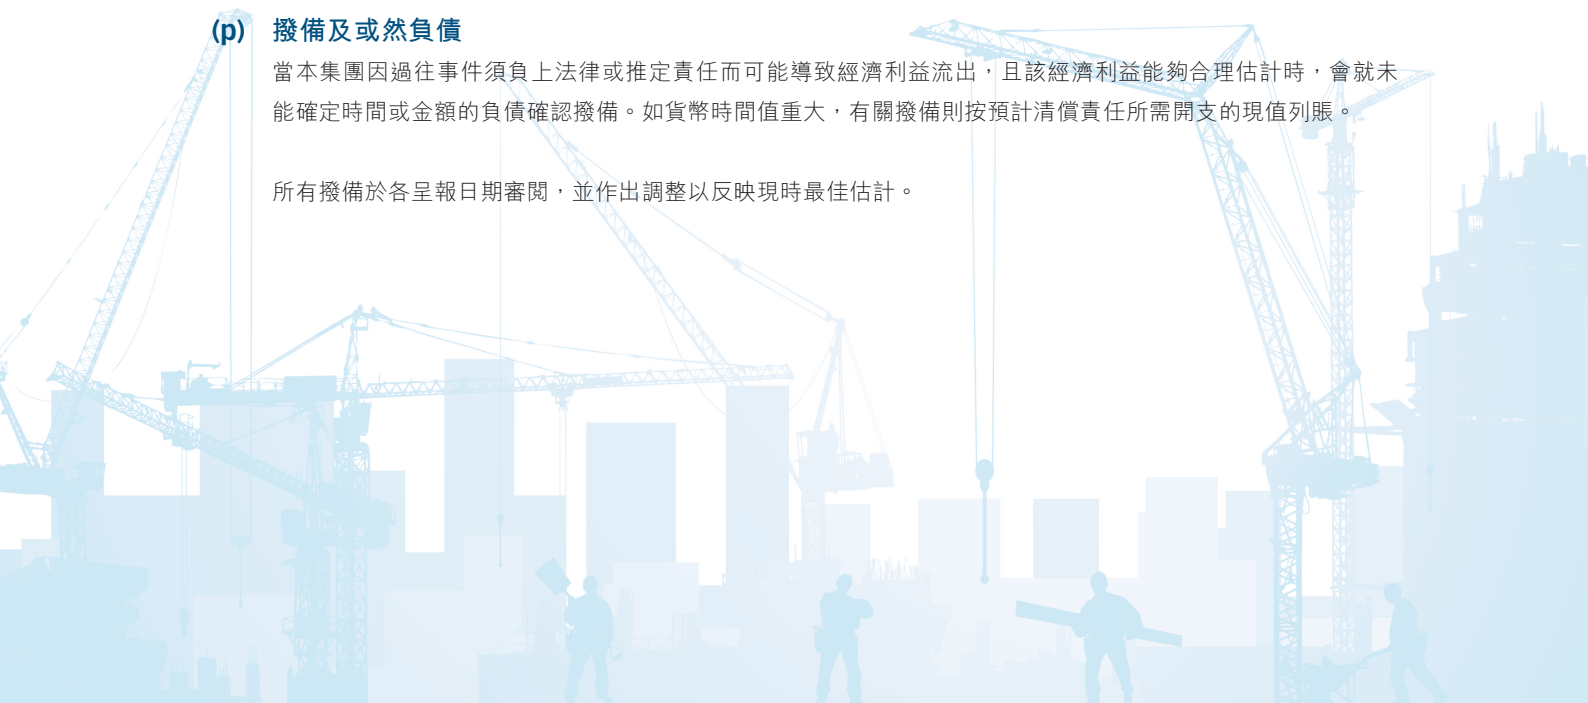 (p) 撥備及或然負債
當本集團因過往事件須負上法律或推定責任而可能導致經濟利益流出，且該經濟利益能夠合理估計時，會就未
能確定時間或金額的負債確認撥備。如貨幣時間值重大，有關撥備則按預計清償責任所需開支的現值列賬。
所有撥備於各呈報日期審閱，並作出調整以反映現時最佳估計。